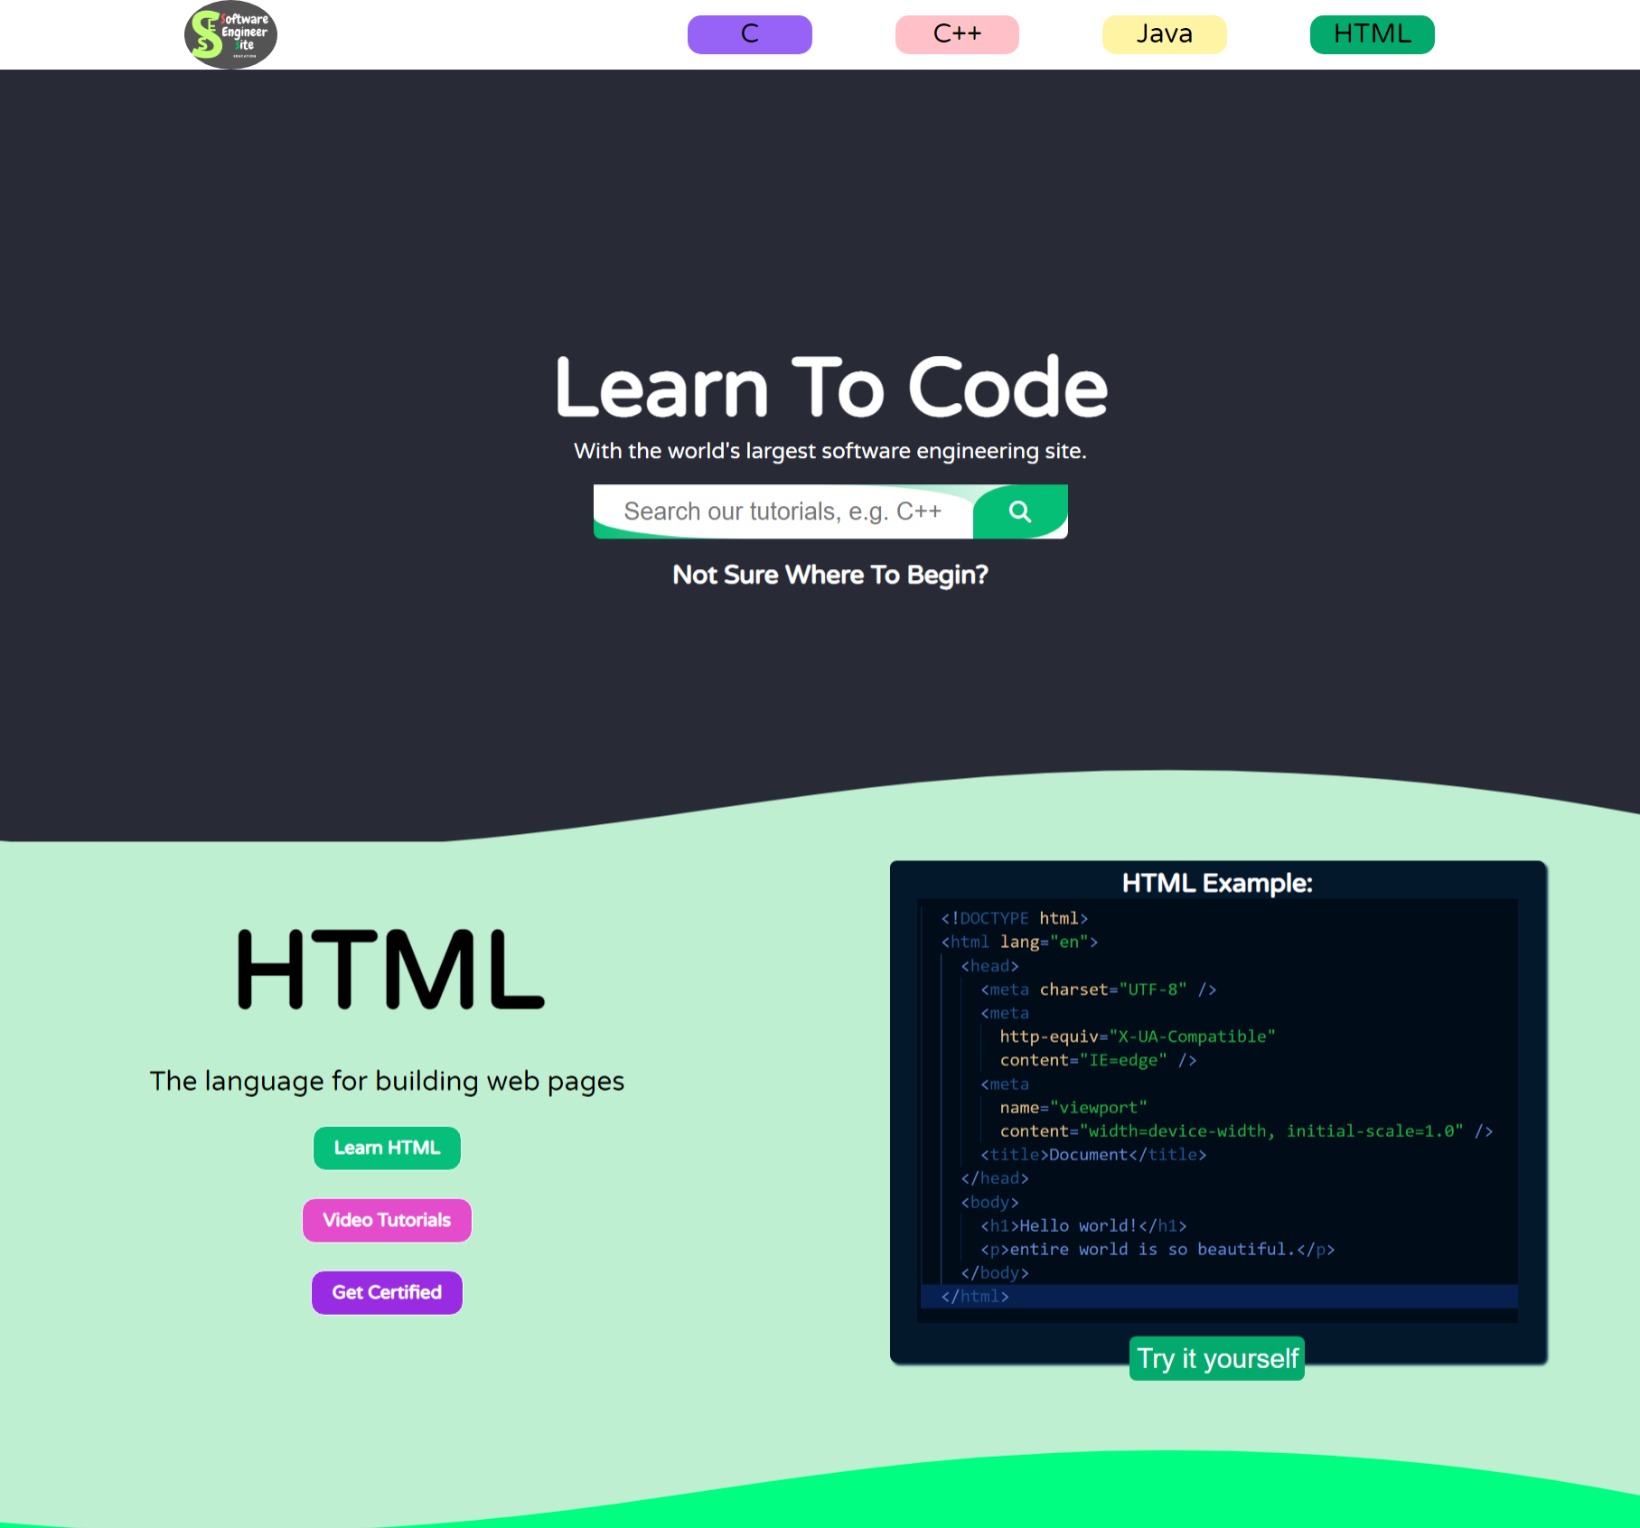 Software
Engineer
Site
EDUCATION
C
C++
Java
HTML
Learn To Code
With the world's largest software engineering site.
Search our tutorials, e.g. C++
Not Sure Where To Begin?
HTML
The language for building web pages
Learn HTML
Video Tutorials
Get Certified
HTML Example:
<!DOCTYPE html>
<html lang="en">
<head>
<meta charset="UTF-8" />
<meta
http-equiv="X-UA-Compatible"
content="IE=edge" />
<meta
name="viewport"
content="width=device-width, initial-scale=1.0" />
<title>Document</title>
</head>
<body>
<h1>Hello world!</h1>
<p>entire world is so beautiful.</p>
</body>
</html>
Try it yourself